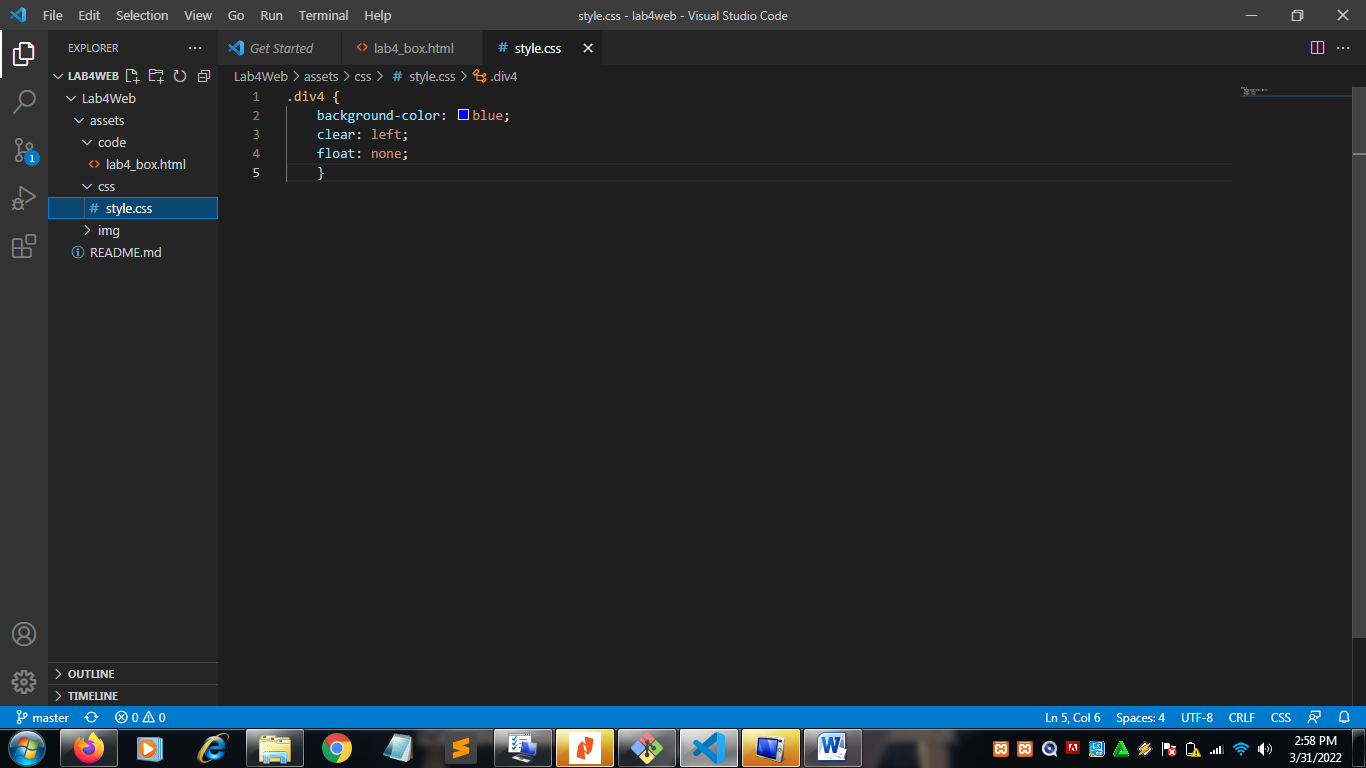 File Edit Selection View Go Run Terminal Help
style.css - lab4web - Visual Studio Code
EXPLORER
Get Started
lab4_box.html
style.css
LAB4WEB
Lab4Web > assets > css > # style.css > .div4
Lab4Web
assets
code
lab4_box.html
css
style.css
img
README.md
1 .div4 {
2 background-color: blue;
3 clear: left;
4 float: none;
5 }
1
OUTLINE
TIMELINE
master
0 0
Ln 5, Col 6 Spaces: 4 UTF-8 CRLF CSS
2:58 PM
3/31/2022